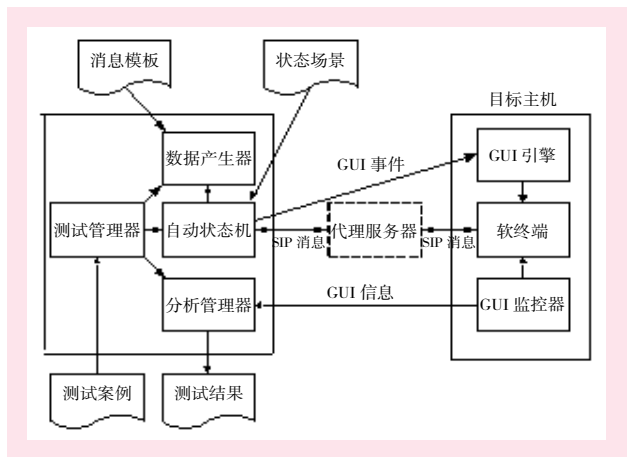 消息模板
状态场景
目标主机
数据产生器
GUI 事件
GUI 引擎
测试管理器
自动状态机
SIP 消息
代理服务器
SIP 消息
软终端
分析管理器
GUI 信息
GUI 监控器
测试案例
测试结果